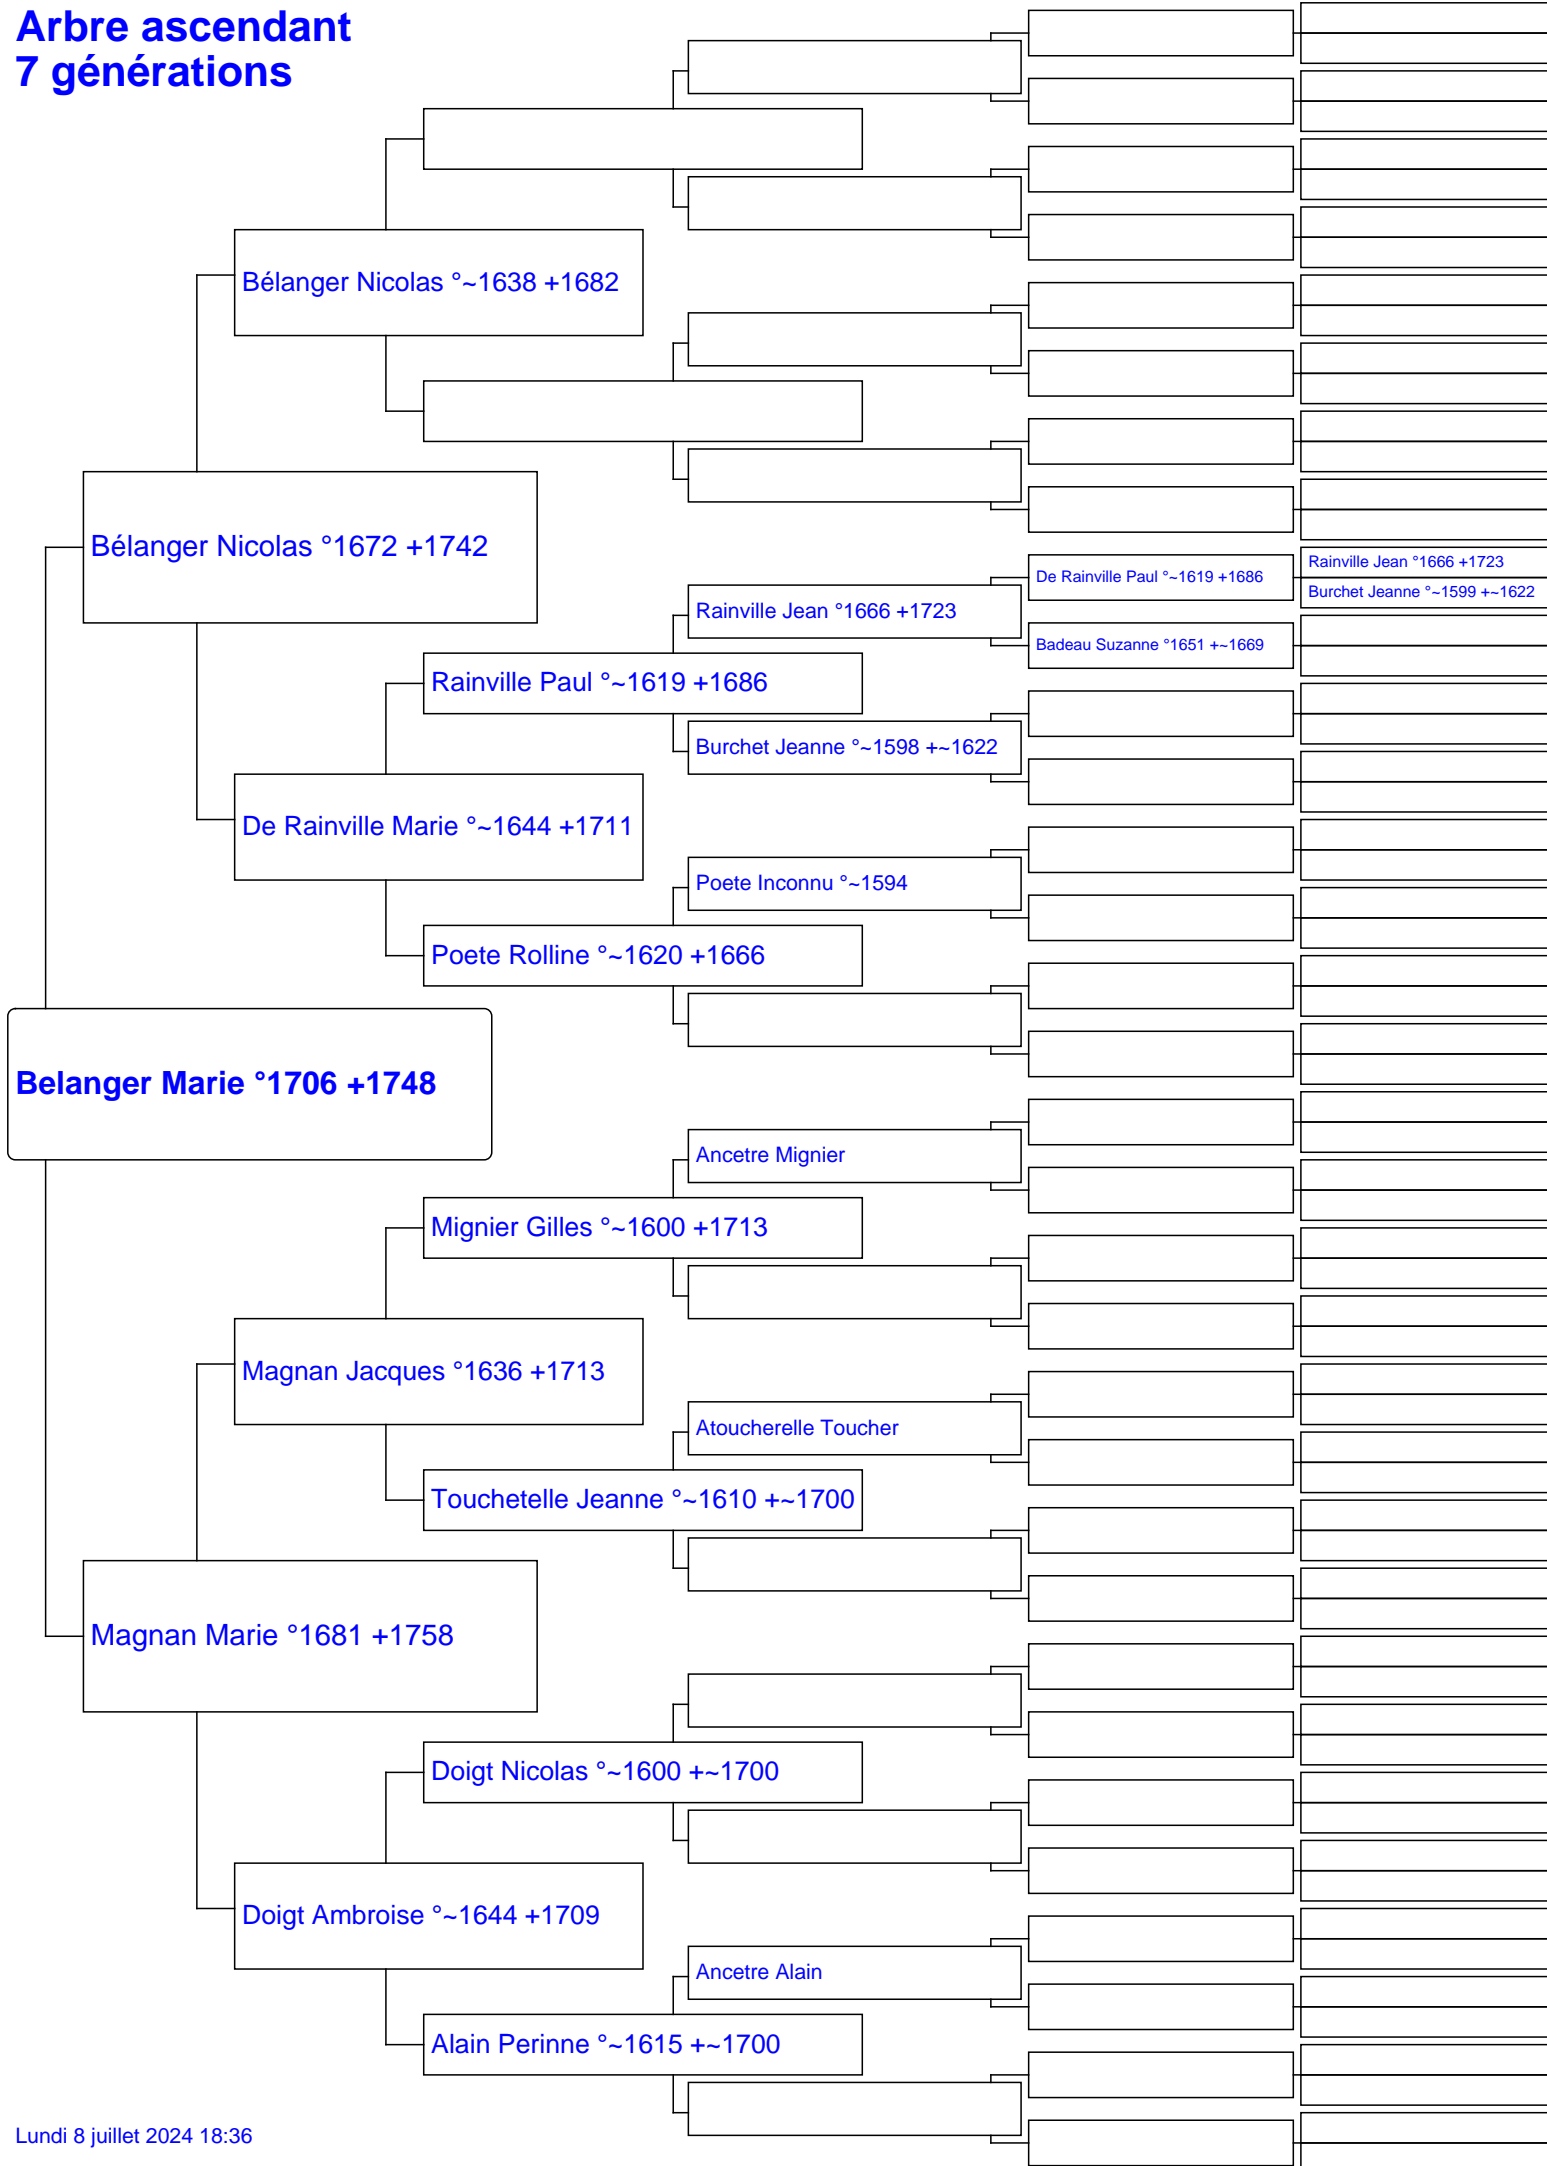 Arbre ascendant
7 générations
Bélanger Nicolas °~1638 +1682
Bélanger Nicolas °1672 +1742
De Rainville Paul °~1619 +1686
Rainville Jean °1666 +1723
Burchet Jeanne °~1599 +~1622
Rainville Jean °1666 +1723
Badeau Suzanne °1651 +~1669
Rainville Paul °~1619 +1686
Burchet Jeanne °~1598 +~1622
De Rainville Marie °~1644 +1711
Poete Inconnu °~1594
Poete Rolline °~1620 +1666
Belanger Marie °1706 +1748
Ancetre Mignier
Mignier Gilles °~1600 +1713
Magnan Jacques °1636 +1713
Atoucherelle Toucher
Touchetelle Jeanne °~1610 +~1700
Magnan Marie °1681 +1758
Doigt Nicolas °~1600 +~1700
Doigt Ambroise °~1644 +1709
Ancetre Alain
Alain Perinne °~1615 +~1700
Lundi 8 juillet 2024 18:36